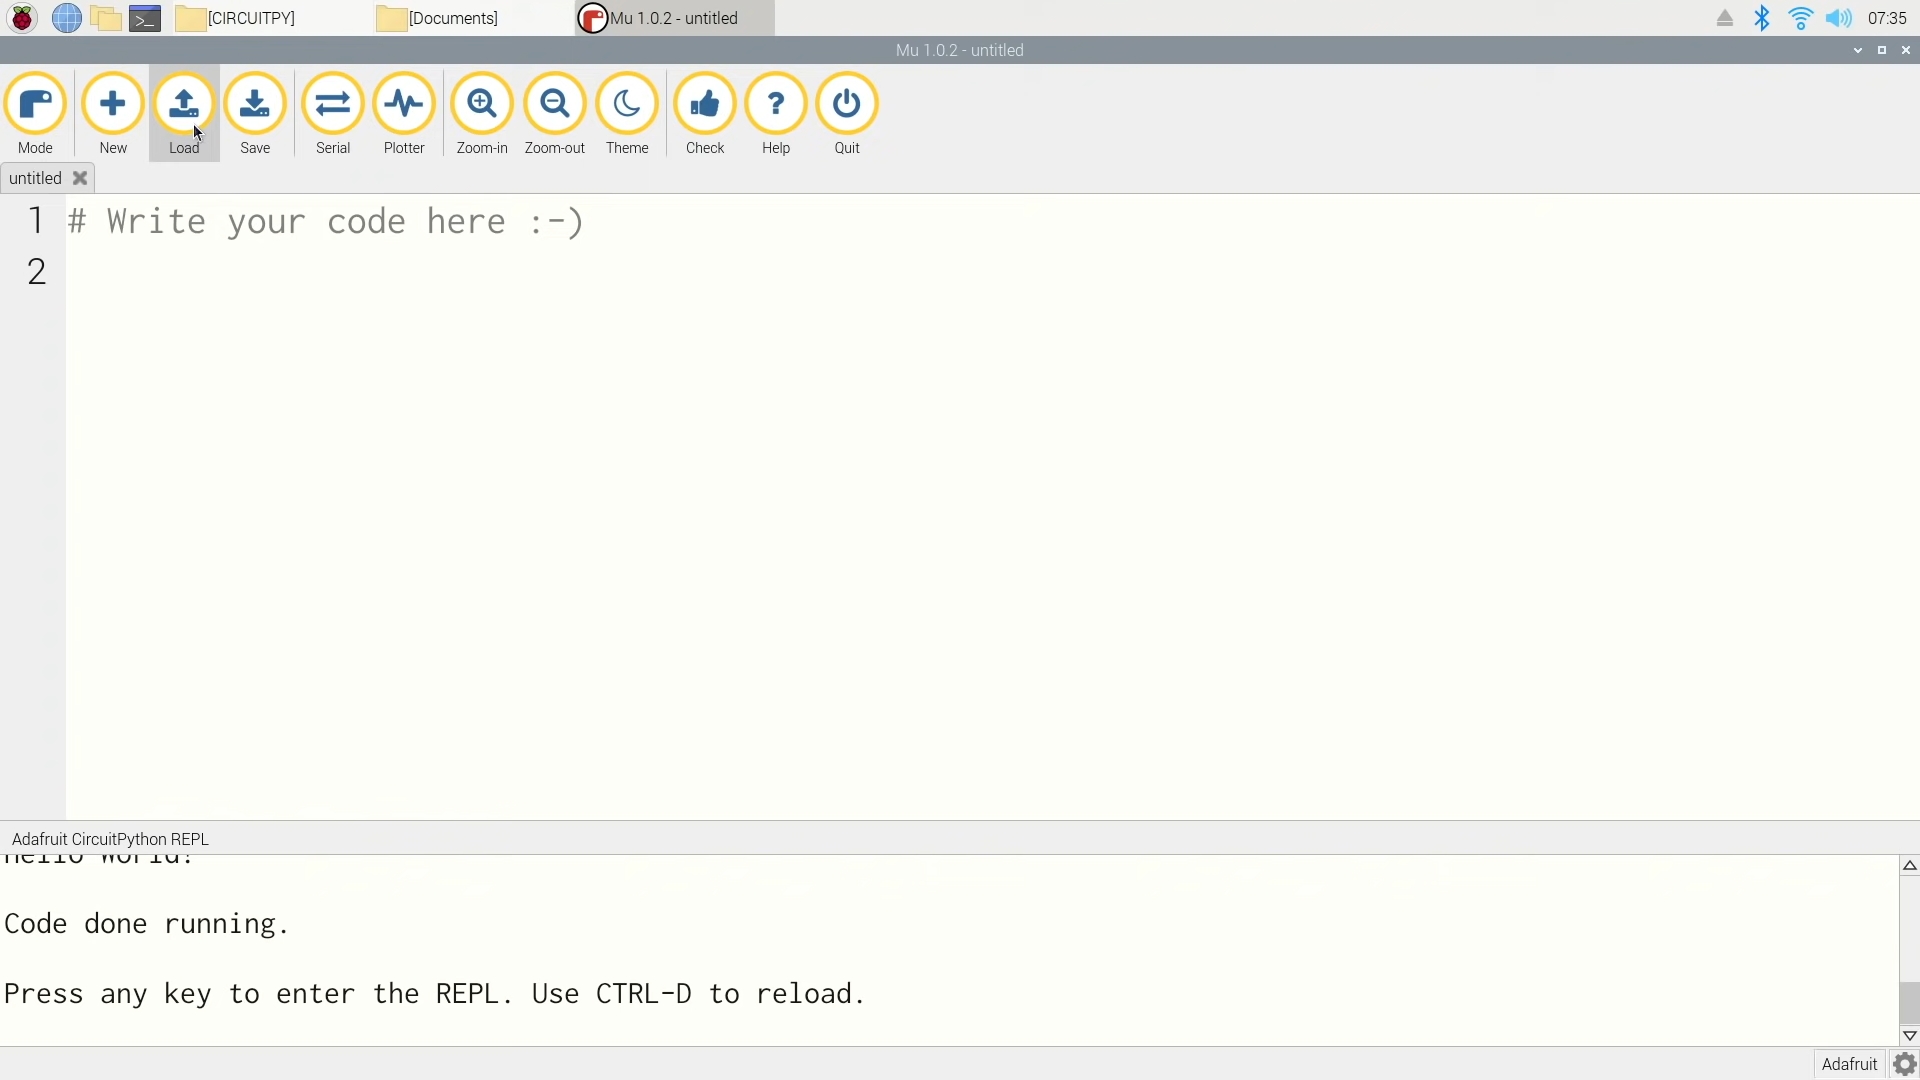 [CIRCUITPY] [Documents] Mu 1.0.2 - untitled 07:35
Mu 1.0.2 - untitled
Mode New Load Save Serial Plotter Zoom-in Zoom-out Theme Check Help Quit
untitled
1 # Write your code here :-)
2
Adafruit CircuitPython REPL
Hello World!
Code done running.
Press any key to enter the REPL. Use CTRL-D to reload.
Adafruit